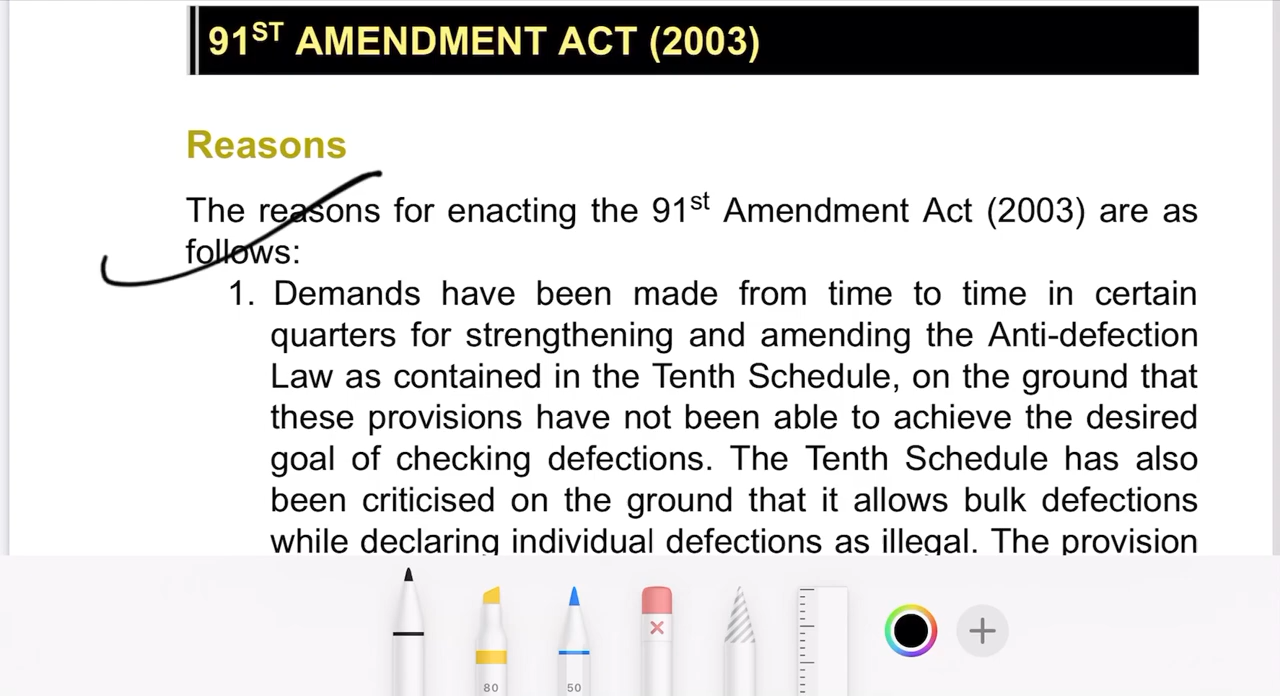 91ST AMENDMENT ACT (2003)
Reasons
The reasons for enacting the 91st Amendment Act (2003) are as
follows:
1. Demands have been made from time to time in certain
quarters for strengthening and amending the Anti-defection
Law as contained in the Tenth Schedule, on the ground that
these provisions have not been able to achieve the desired
goal of checking defections. The Tenth Schedule has also
been criticised on the ground that it allows bulk defections
while declaring individual defections as illegal. The provision
80 50